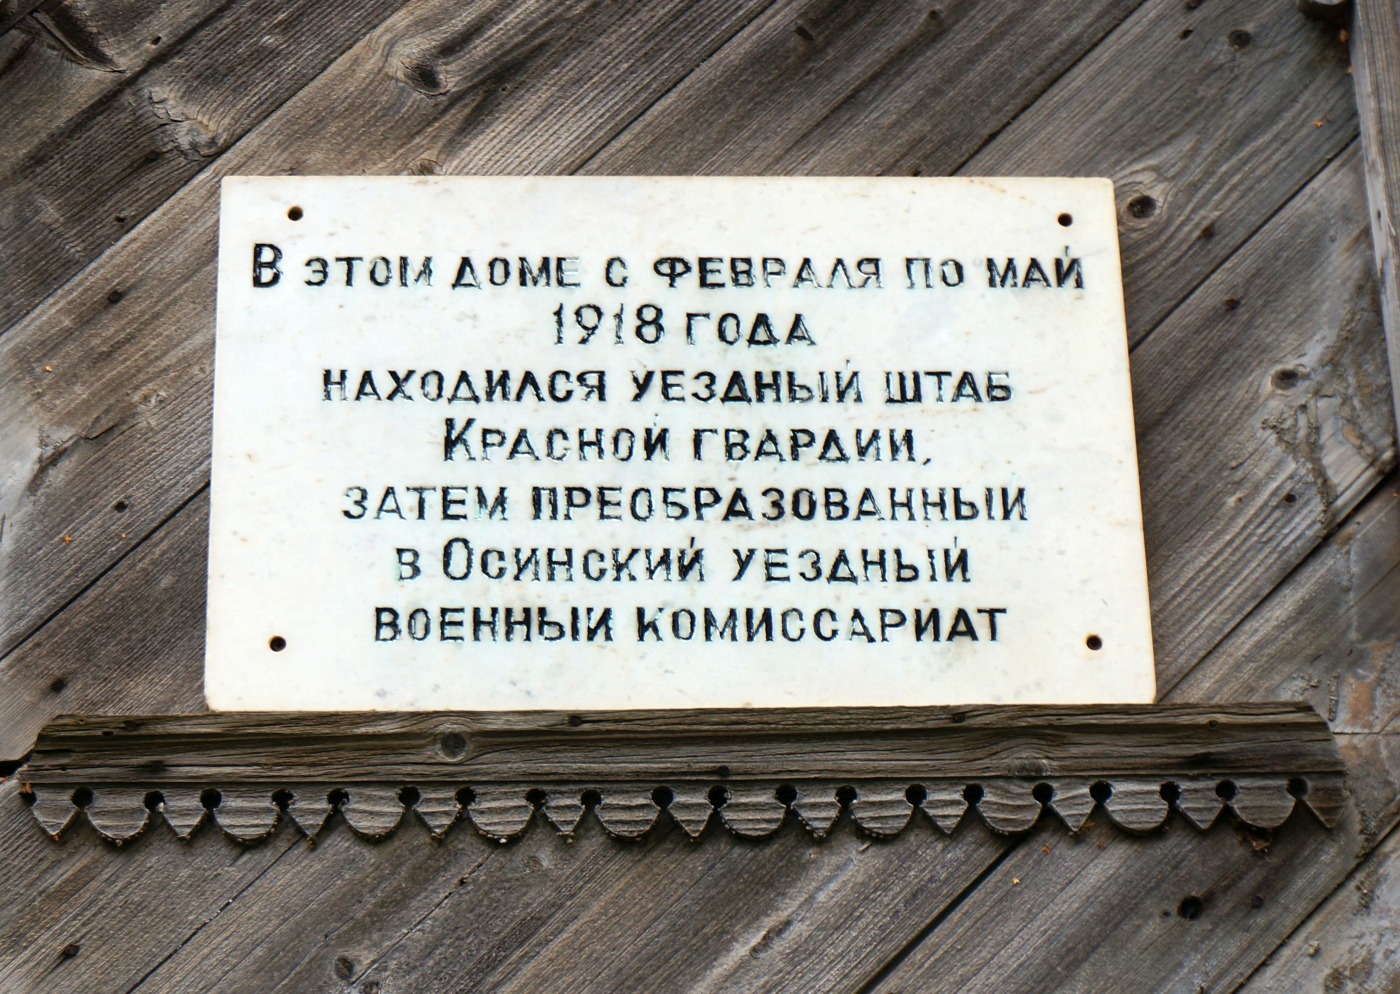 В этом доме с февраля по май
1918 года
находился уездный штаб
Красной гвардии,
затем преобразованный
в Осинский уездный
военный комиссариат